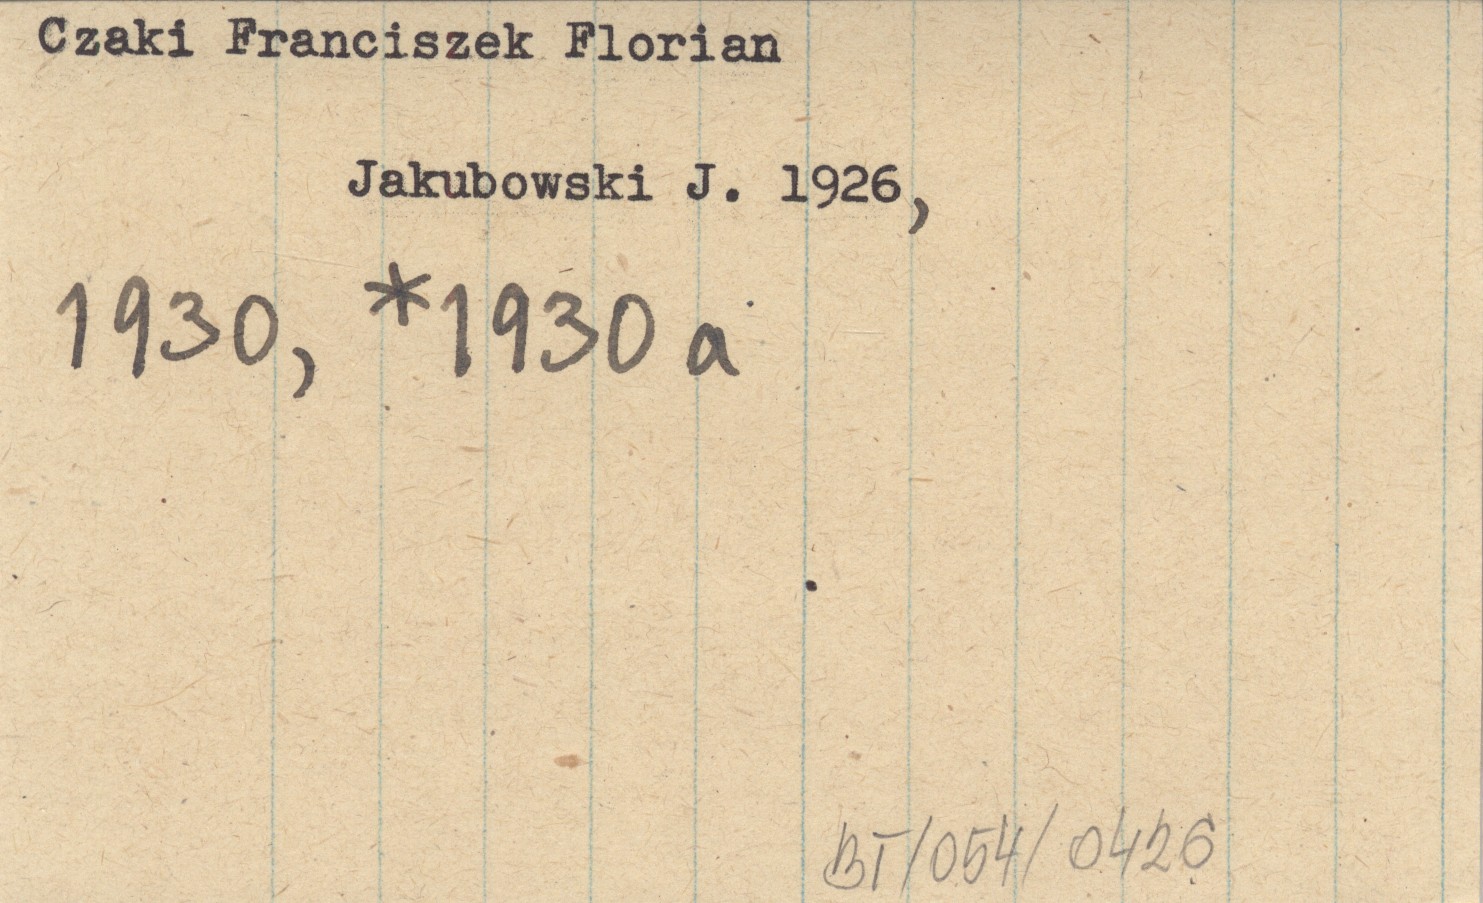 Czaki Franciszek Florian
Jakubowski J. 1926,
1930, *1930 a
BT/054/0426